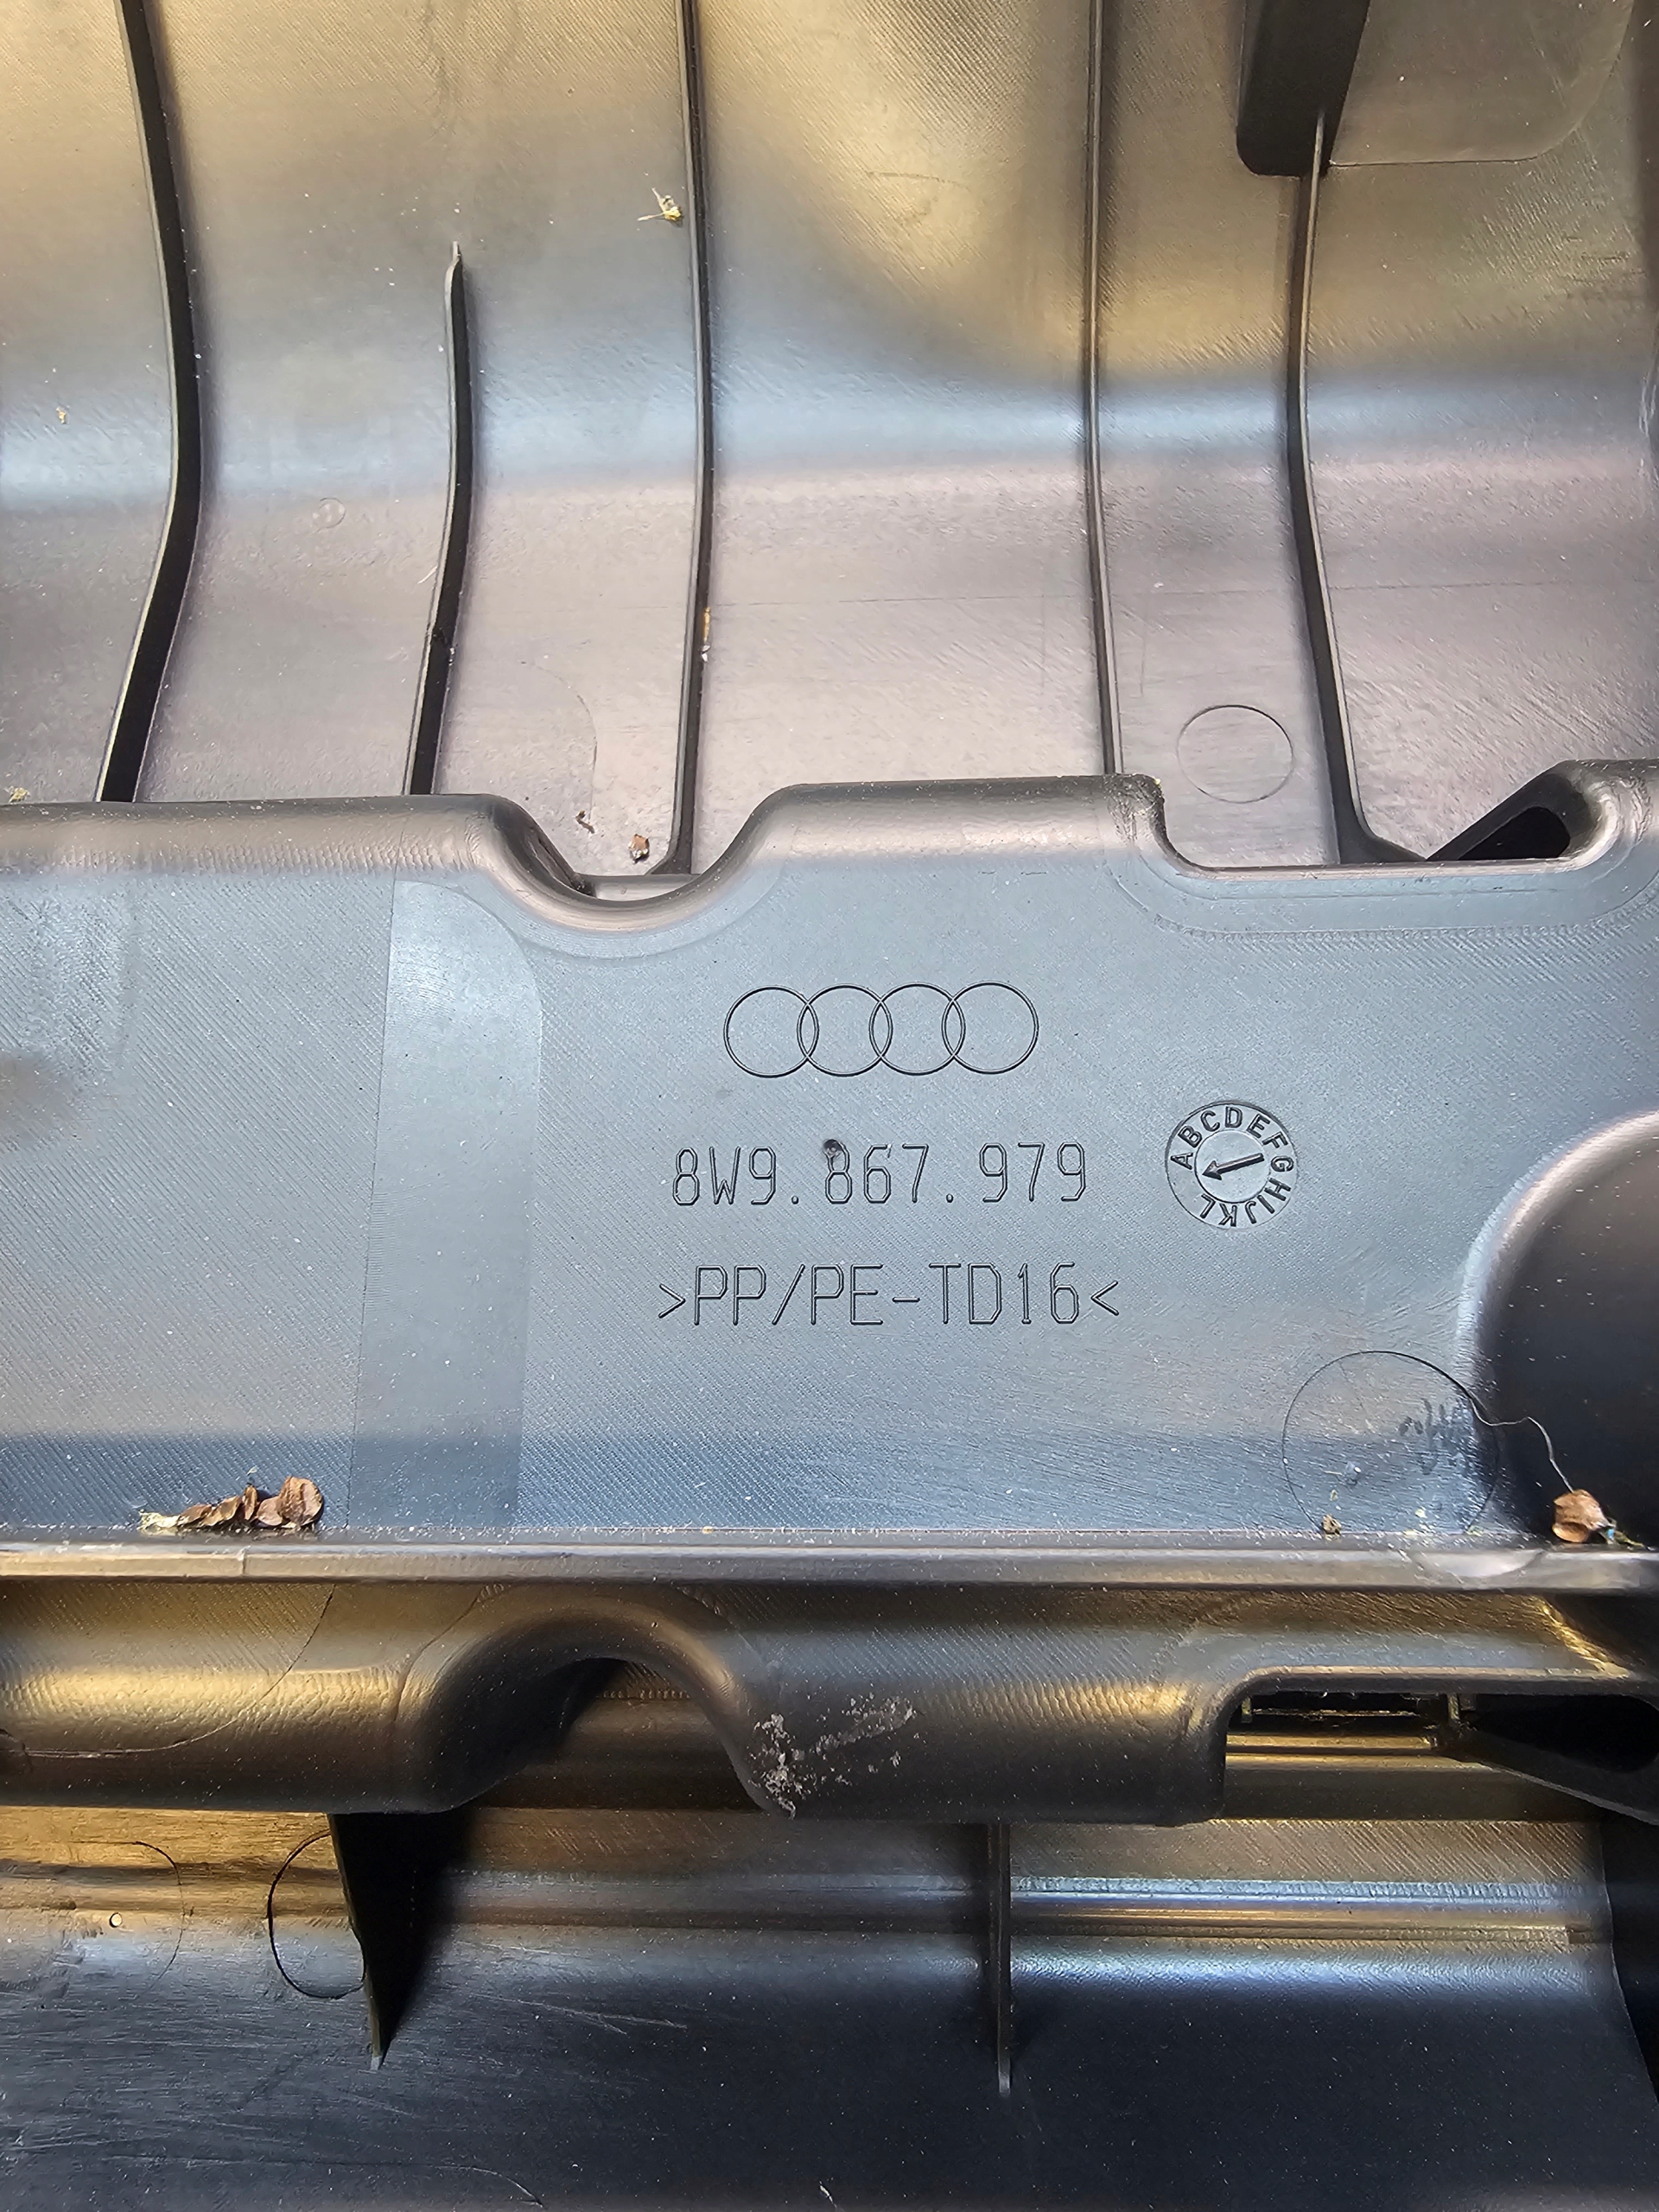 8W9.867.979
ABCDEFGHIJKL
>PP/PE-TD16<